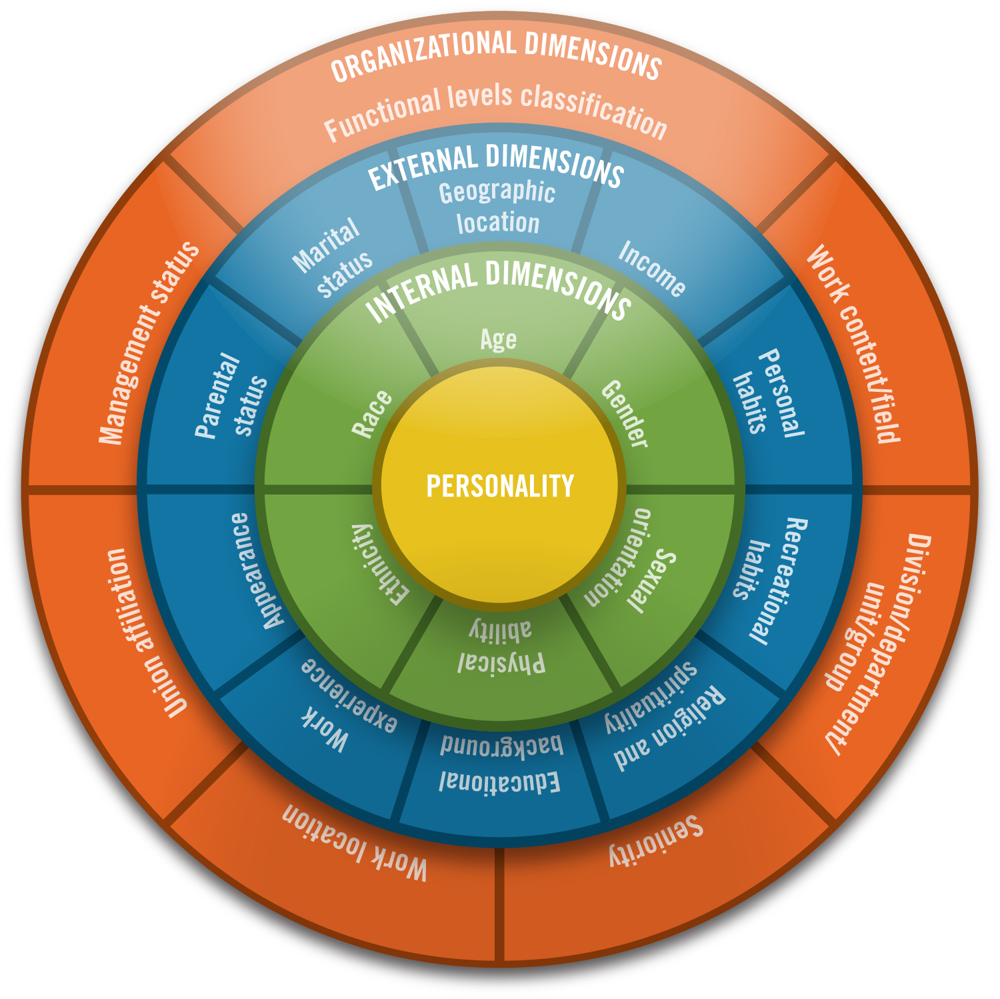 ORGANIZATIONAL DIMENSIONS
Functional levels classification
Work content/field
Division/department/
unit/group
Seniority
Work location
Union affiliation
Management status
EXTERNAL DIMENSIONS
Geographic
location
Income
Personal
habits
Recreational
habits
Religion and
spirituality
Educational
background
Work
experience
Appearance
Parental
status
Marital
status
INTERNAL DIMENSIONS
Age
Gender
Sexual
orientation
Physical
ability
Ethnicity
Race
PERSONALITY